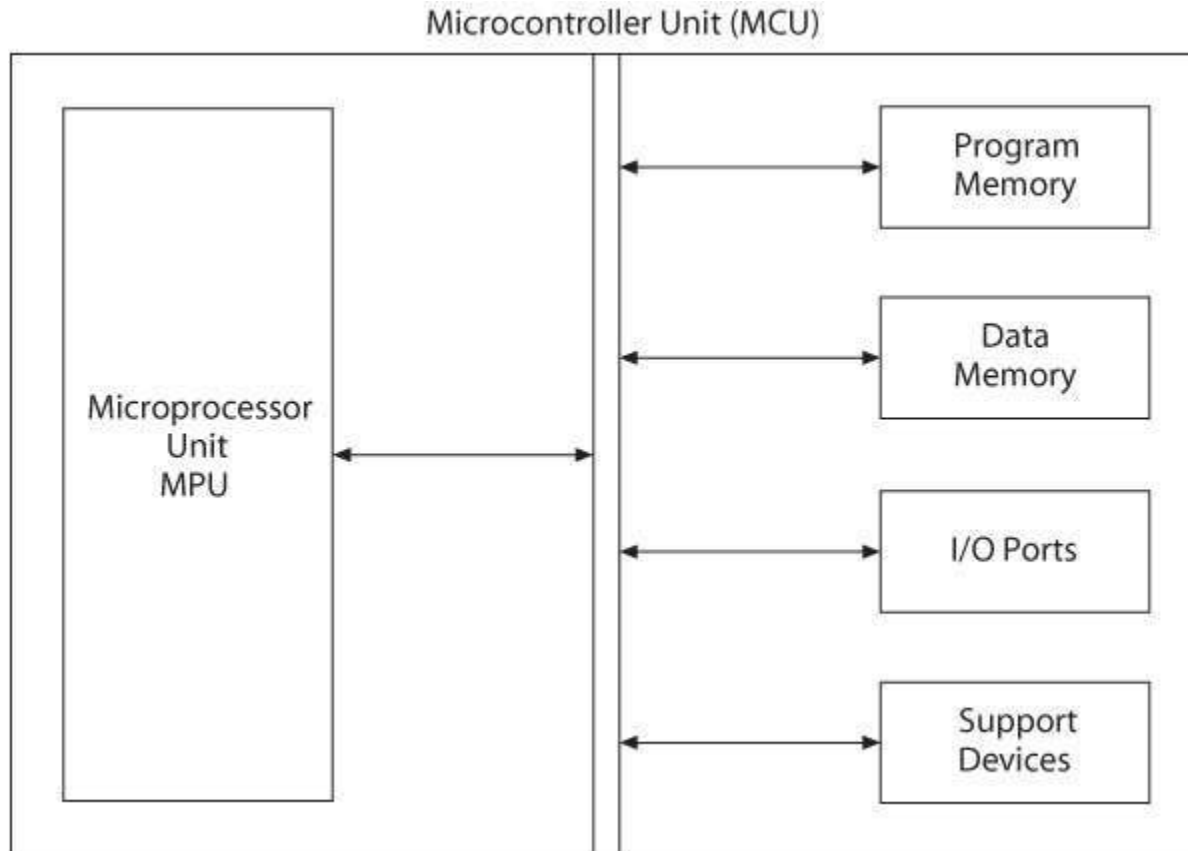 Microcontroller Unit (MCU)
Microprocessor
Unit
MPU
Program
Memory
Data
Memory
I/O Ports
Support
Devices